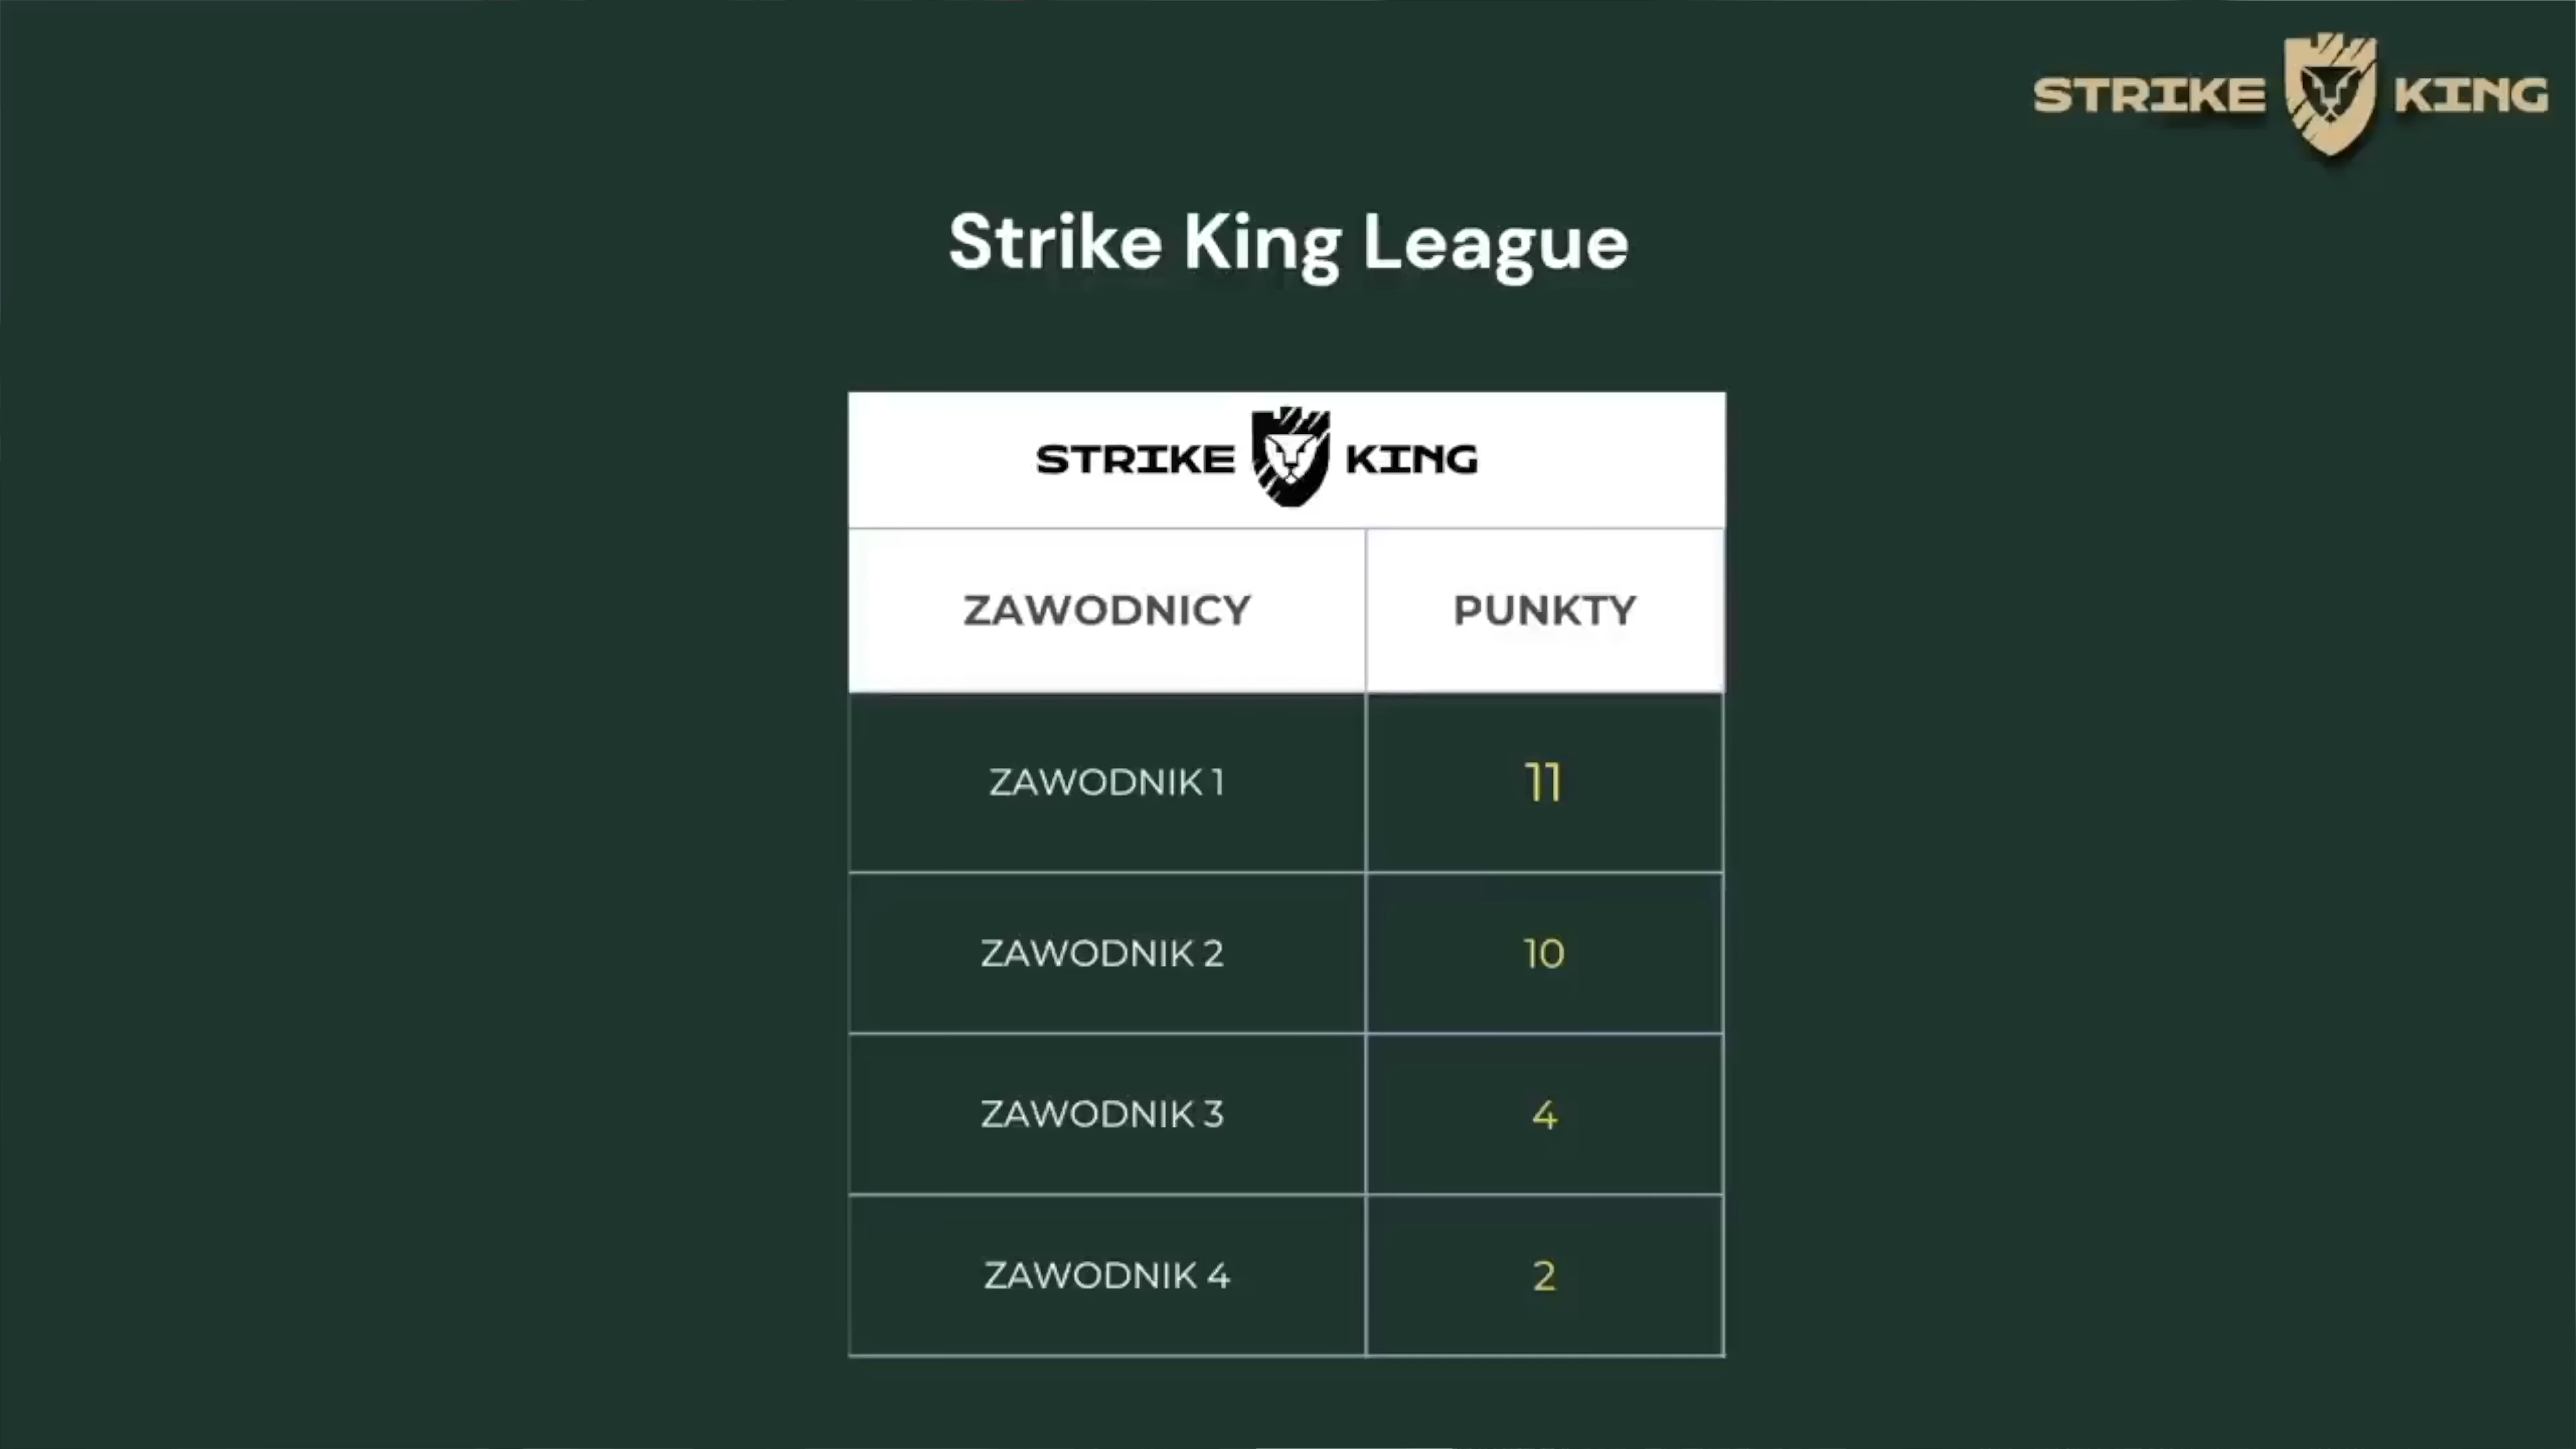 STRIKE KING
Strike King League
STRIKE KING
ZAWODNICY PUNKTY
ZAWODNIK 1 11
ZAWODNIK 2 10
ZAWODNIK 3 4
ZAWODNIK 4 2